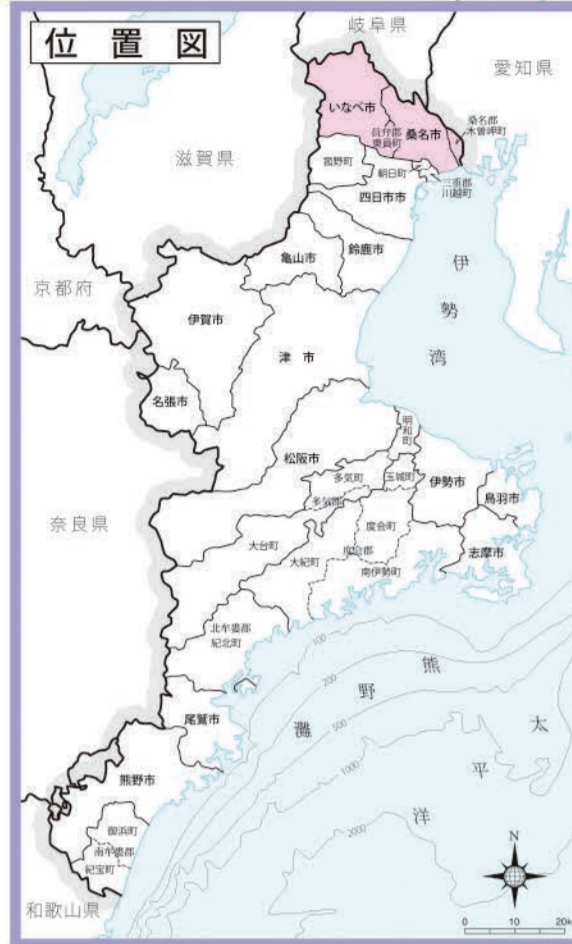 位置図
岐阜県
愛知県
滋賀県
いなべ市
桑名市
桑名郡
木曽岬町
員弁郡
東員町
菰野町
朝日町
三重郡
川越町
四日市市
鈴鹿市
亀山市
京都府
伊賀市
伊勢湾
津市
名張市
明和町
松阪市
多気町
玉城町
伊勢市
鳥羽市
多気郡
奈良県
度会町
大台町
大紀町
度会郡
志摩市
南伊勢町
北牟婁郡
紀北町
100
200
500
1000
2000
熊野灘
太平洋
尾鷲市
熊野市
御浜町
南牟婁郡
紀宝町
和歌山県
N
0 10 20k